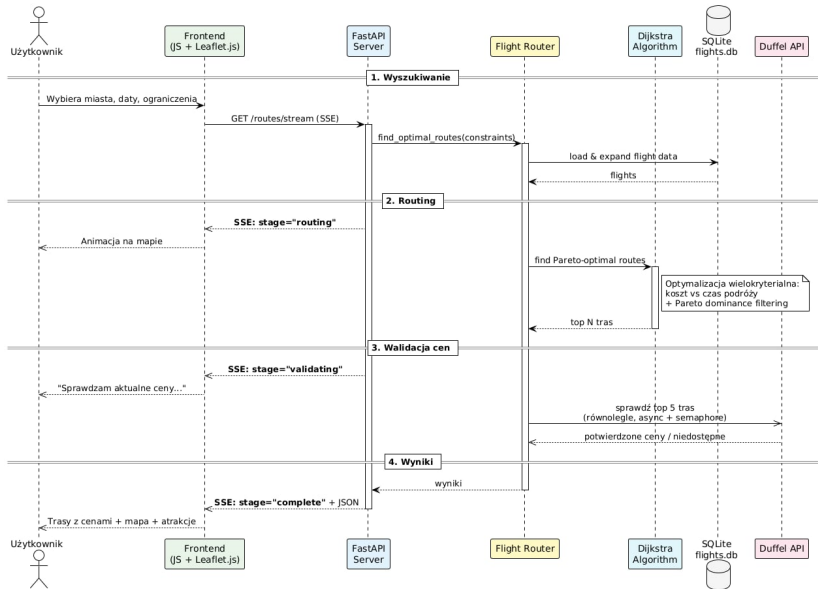 Użytkownik
Frontend
(JS + Leaflet.js)
FastAPI
Server
Flight Router
Dijkstra
Algorithm
SQLite
flights.db
Duffel API
1. Wyszukiwanie
Wybiera miasta, daty, ograniczenia
GET /routes/stream (SSE)
find_optimal_routes(constraints)
load & expand flight data
flights
2. Routing
SSE: stage="routing"
Animacja na mapie
find Pareto-optimal routes
Optymalizacja wielokryterialna:
koszt vs czas podróży
+ Pareto dominance filtering
top N tras
3. Walidacja cen
SSE: stage="validating"
"Sprawdzam aktualne ceny..."
sprawdź top 5 tras
(równolegle, async + semaphore)
potwierdzone ceny / niedostępne
4. Wyniki
wyniki
SSE: stage="complete" + JSON
Trasy z cenami + mapa + atrakcje
Użytkownik
Frontend
(JS + Leaflet.js)
FastAPI
Server
Flight Router
Dijkstra
Algorithm
SQLite
flights.db
Duffel API